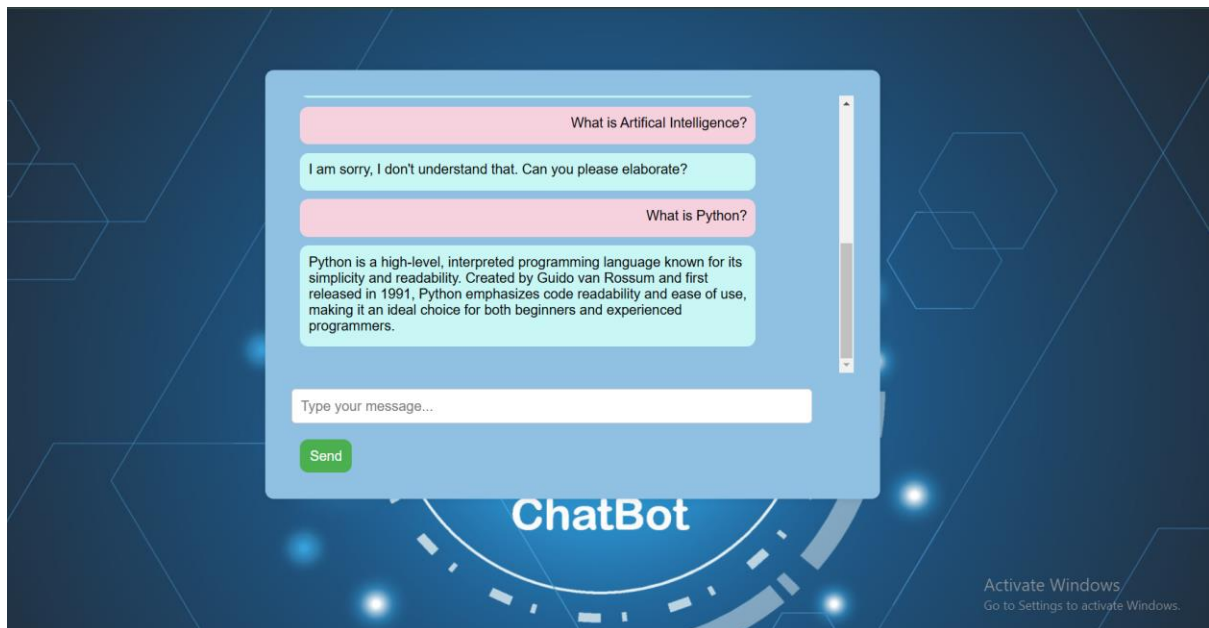 What is Artifical Intelligence?
I am sorry, I don't understand that. Can you please elaborate?
What is Python?
Python is a high-level, interpreted programming language known for its
simplicity and readability. Created by Guido van Rossum and first
released in 1991, Python emphasizes code readability and ease of use,
making it an ideal choice for both beginners and experienced
programmers.
Type your message...
Send
ChatBot
Activate Windows
Go to Settings to activate Windows.